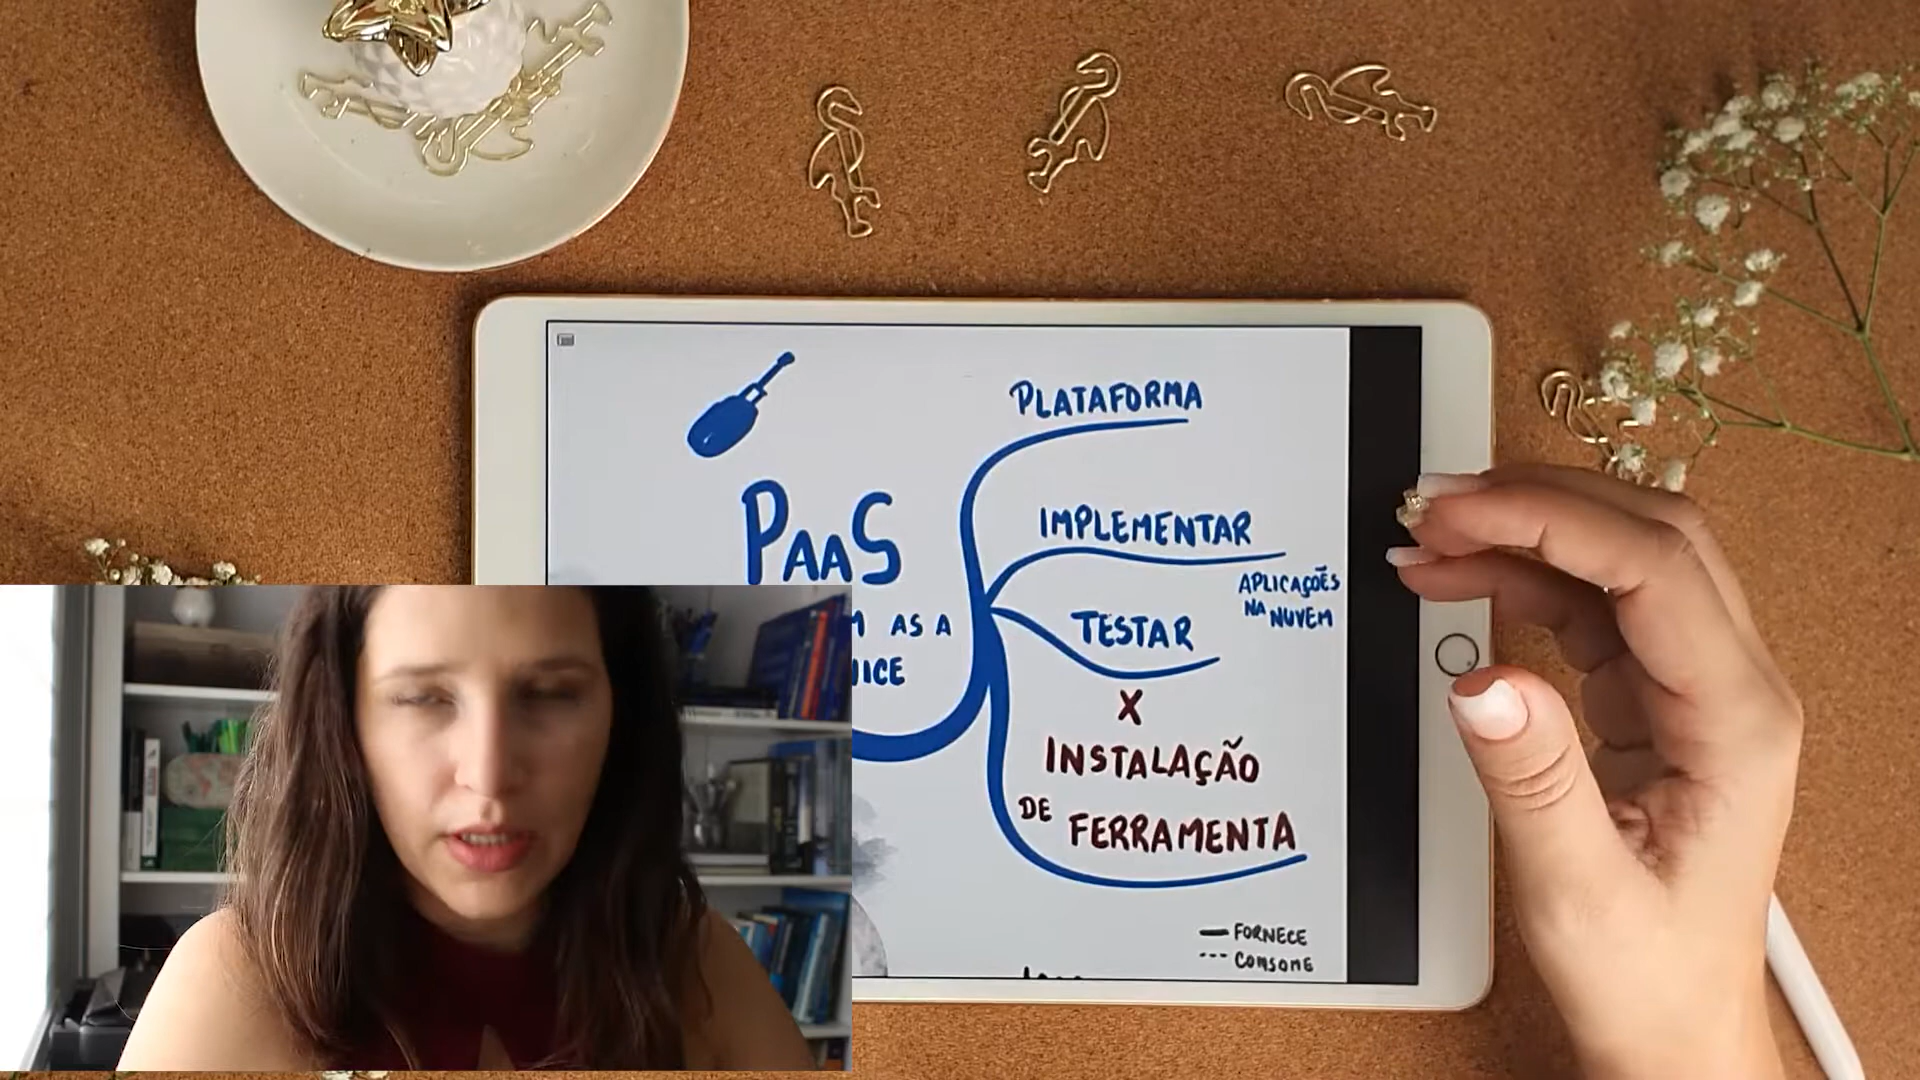 PLATAFORMA
IMPLEMENTAR
APLICAÇÕES
NA NUVEM
TESTAR
X
INSTALAÇÃO
DE FERRAMENTA
PAAS
AS A
FORNECE
CONSOME